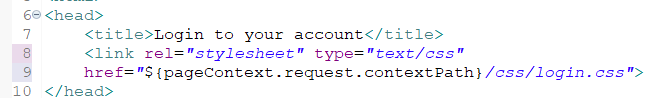 6 <head>
7 <title>Login to your account</title>
8 <link rel="stylesheet" type="text/css"
9 href="${pageContext.request.contextPath}/css/login.css">
10 </head>